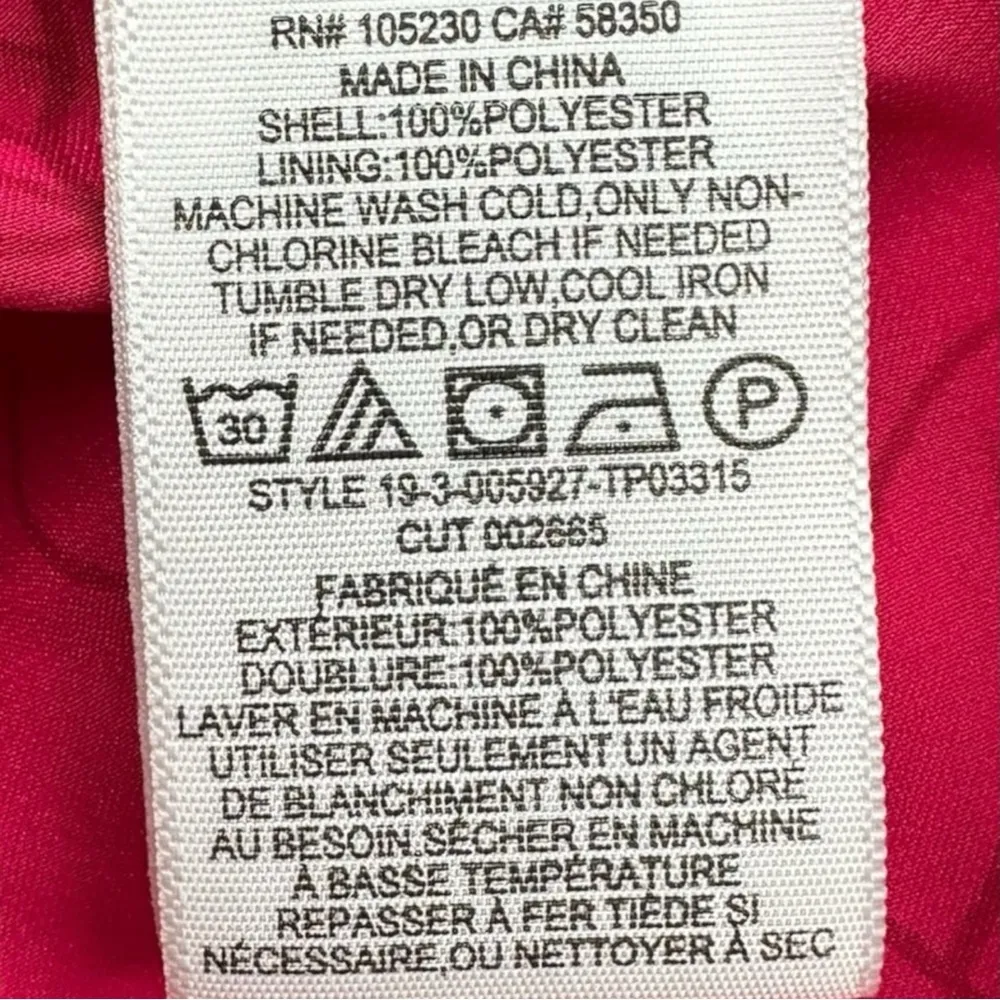 RN# 105230 CA# 58350
MADE IN CHINA
SHELL:100%POLYESTER
LINING:100%POLYESTER
MACHINE WASH COLD,ONLY NON-
CHLORINE BLEACH IF NEEDED
TUMBLE DRY LOW,COOL IRON
IF NEEDED,OR DRY CLEAN
30 P
STYLE 19-3-005927-TP03315
CUT 002665
FABRIQUÉ EN CHINE
EXTÉRIEUR:100%POLYESTER
DOUBLURE:100%POLYESTER
LAVER EN MACHINE À L'EAU FROIDE
UTILISER SEULEMENT UN AGENT
DE BLANCHIMENT NON CHLORÉ
AU BESOIN.SÉCHER EN MACHINE
À BASSE TEMPÉRATURE
REPASSER À FER TIÈDE SI
NÉCESSAIRE,OU NETTOYER À SEC